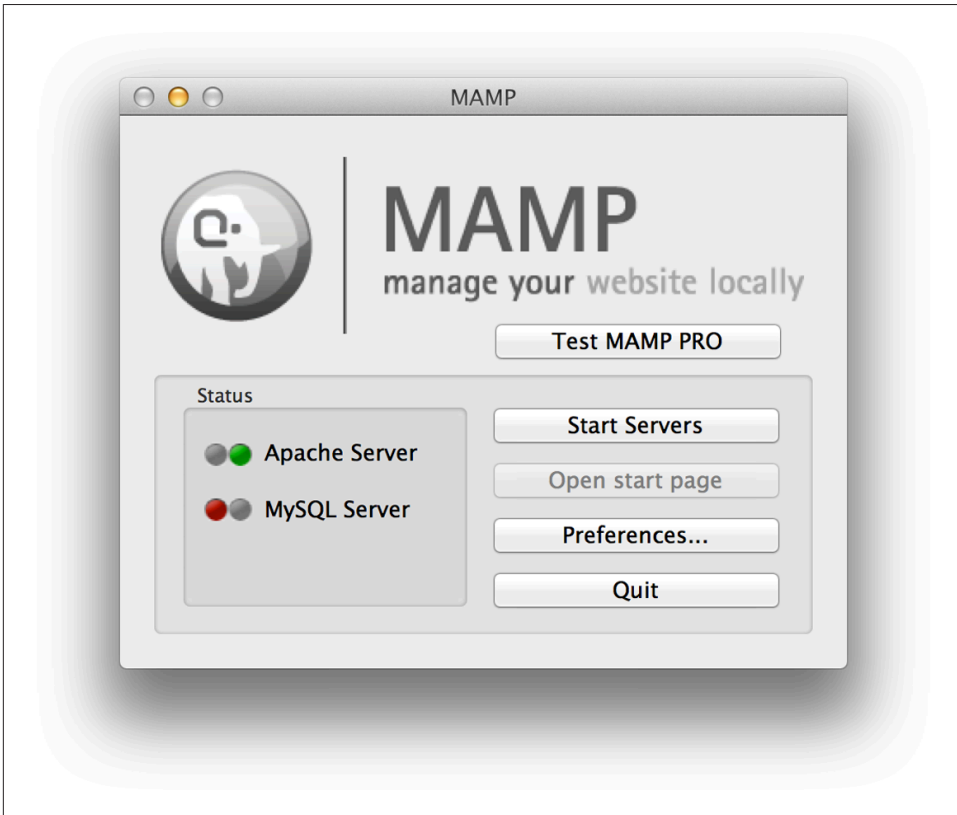 MAMP
MAMP
manage your website locally
Test MAMP PRO
Status
Apache Server
MySQL Server
Start Servers
Open start page
Preferences...
Quit